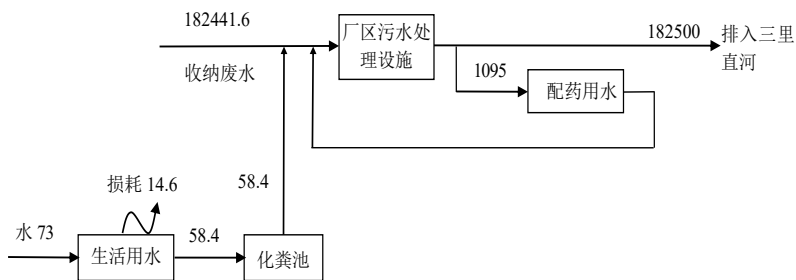 182441.6
收纳废水
厂区污水处
理设施
182500
排入三里
直河
1095
配药用水
58.4
损耗 14.6
水 73
生活用水
58.4
化粪池